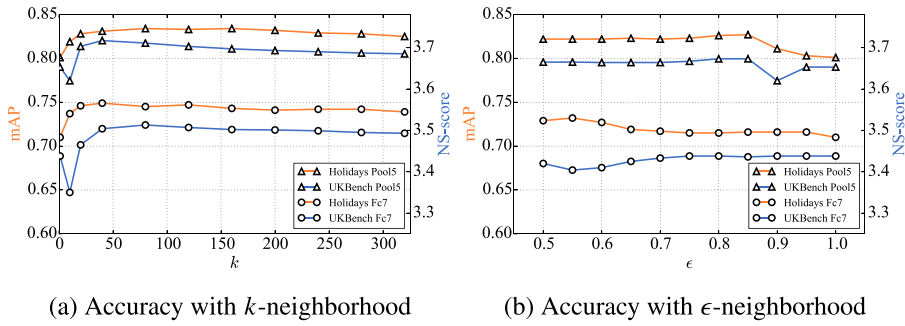 0.85
0.80
0.75
0.70
0.65
0.60
mAP
3.7
3.6
3.5
3.4
3.3
NS-score
Holidays Pool5
UKBench Pool5
Holidays Fc7
UKBench Fc7
0 50 100 150 200 250 300
k
(a) Accuracy with k-neighborhood
0.85
0.80
0.75
0.70
0.65
0.60
mAP
3.7
3.6
3.5
3.4
3.3
NS-score
Holidays Pool5
UKBench Pool5
Holidays Fc7
UKBench Fc7
0.5 0.6 0.7 0.8 0.9 1.0
ϵ
(b) Accuracy with ϵ-neighborhood